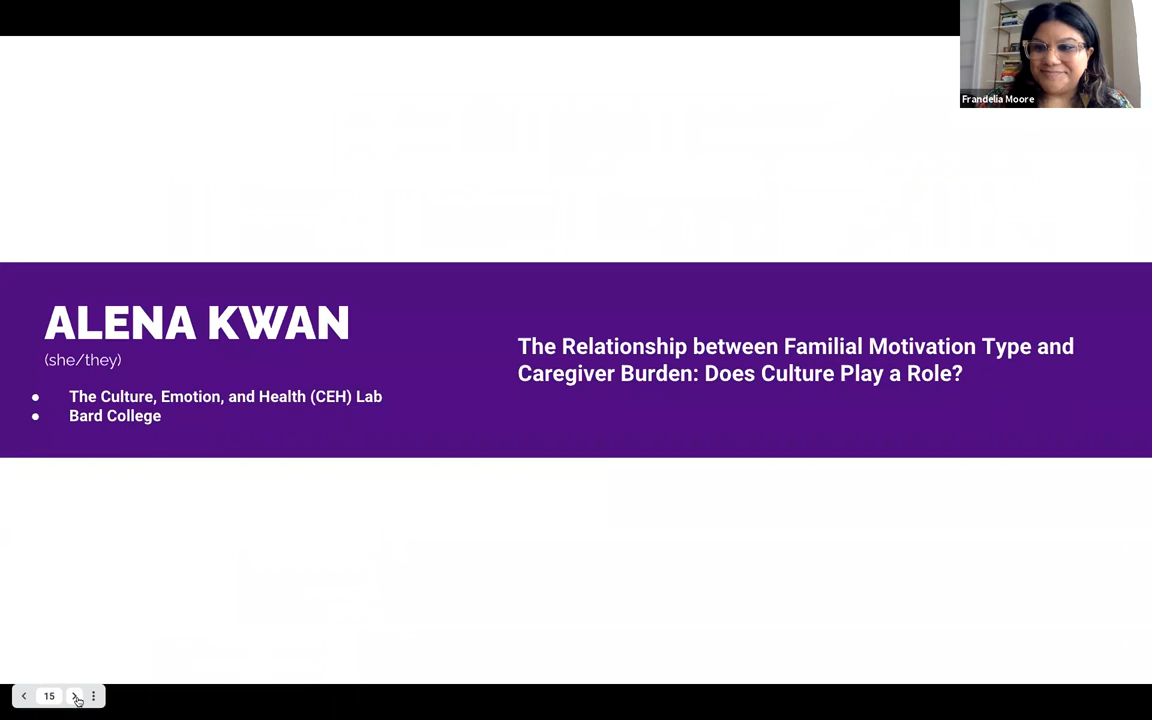 Frandelia Moore
ALENA KWAN
(she/they)
● The Culture, Emotion, and Health (CEH) Lab
● Bard College
The Relationship between Familial Motivation Type and
Caregiver Burden: Does Culture Play a Role?
15